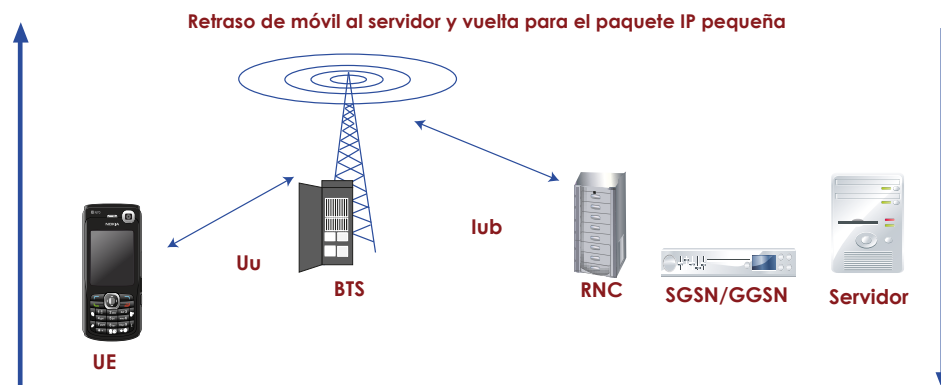 Retraso de móvil al servidor y vuelta para el paquete IP pequeña
NOKIA
Uu
Iub
BTS
RNC
SGSN/GGSN
Servidor
UE